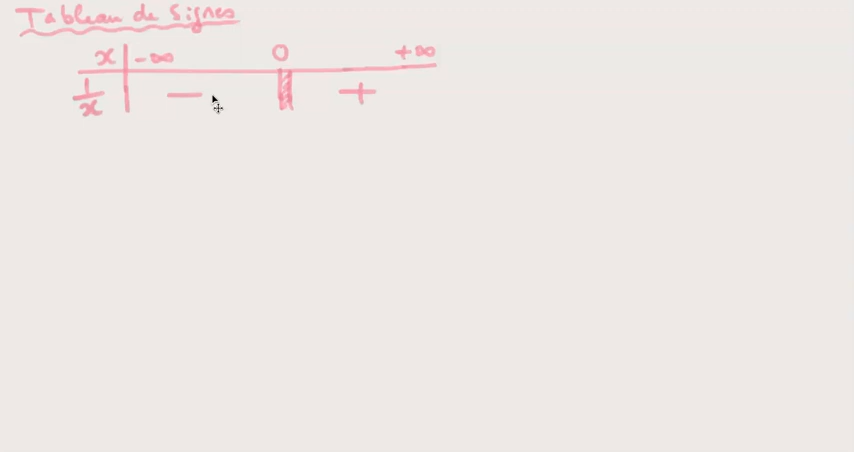 Tableau de Signes
x -∞ 0 +∞
1/x - +